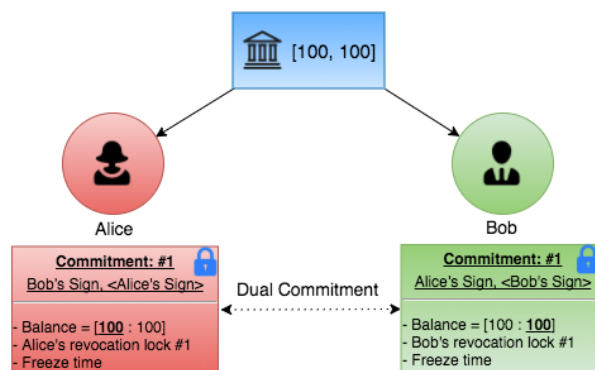 [100, 100]
Alice
Bob
Commitment: #1
Bob's Sign, <Alice's Sign>
- Balance = [100 : 100]
- Alice's revocation lock #1
- Freeze time
Dual Commitment
Commitment: #1
Alice's Sign, <Bob's Sign>
- Balance = [100 : 100]
- Bob's revocation lock #1
- Freeze time